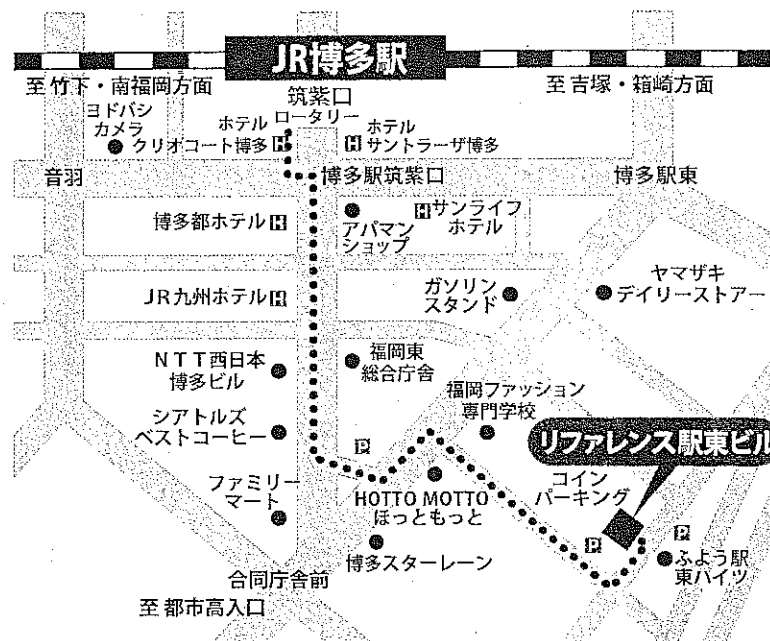 JR博多駅
至 竹下・南福岡方面
至 吉塚・箱崎方面
筑紫口
ロータリー
ヨドバシ
カメラ
ホテル
クリオコート博多 H
ホテル
H サントラーザ博多
音羽
博多駅筑紫口
博多駅東
博多都ホテル H
アパマン
ショップ
H サンライフ
ホテル
JR九州ホテル H
ガソリン
スタンド
ヤマザキ
デイリーストアー
NTT西日本
博多ビル
福岡東
総合庁舎
福岡ファッション
専門学校
シアトルズ
ベストコーヒー
P
リファレンス駅東ビル
ファミリー
マート
HOTTO MOTTO
ほっともっと
コイン
パーキング
P
P
博多スターレーン
ふよう駅
東ハイツ
合同庁舎前
至 都市高入口